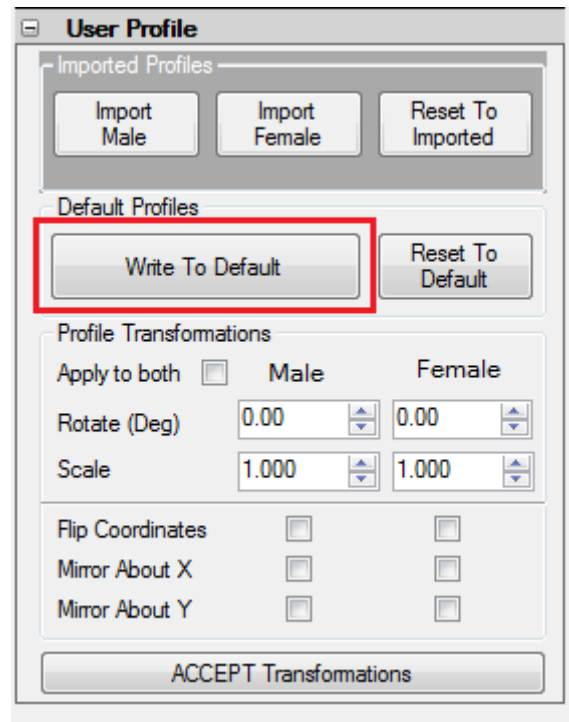 User Profile
Imported Profiles
Import
Male
Import
Female
Reset To
Imported
Default Profiles
Write To Default
Reset To
Default
Profile Transformations
Apply to both Male Female
Rotate (Deg) 0.00 0.00
Scale 1.000 1.000
Flip Coordinates
Mirror About X
Mirror About Y
ACCEPT Transformations